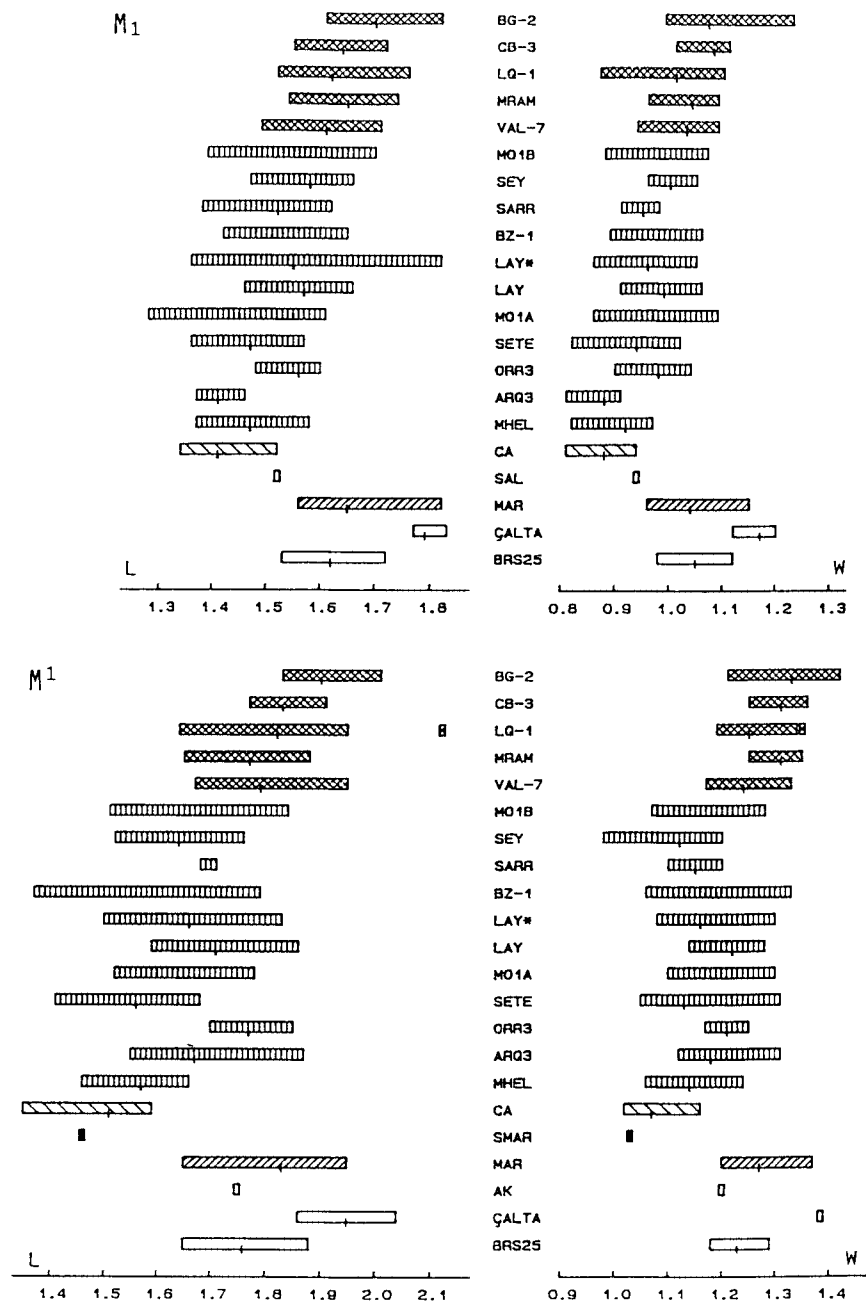 M₁
BG-2
CB-3
LQ-1
MRAM
VAL-7
MO1B
SEY
SARR
BZ-1
LAY*
LAY
MO1A
SETE
ORR3
ARQ3
MHEL
CA
SAL
MAR
ÇALTA
BRS25
L W
1.3 1.4 1.5 1.6 1.7 1.8 0.8 0.9 1.0 1.1 1.2 1.3
M¹
BG-2
CB-3
LQ-1
MRAM
VAL-7
MO1B
SEY
SARR
BZ-1
LAY*
LAY
MO1A
SETE
ORR3
ARQ3
MHEL
CA
SMAR
MAR
AK
ÇALTA
BRS25
L W
1.4 1.5 1.6 1.7 1.8 1.9 2.0 2.1 0.9 1.0 1.1 1.2 1.3 1.4